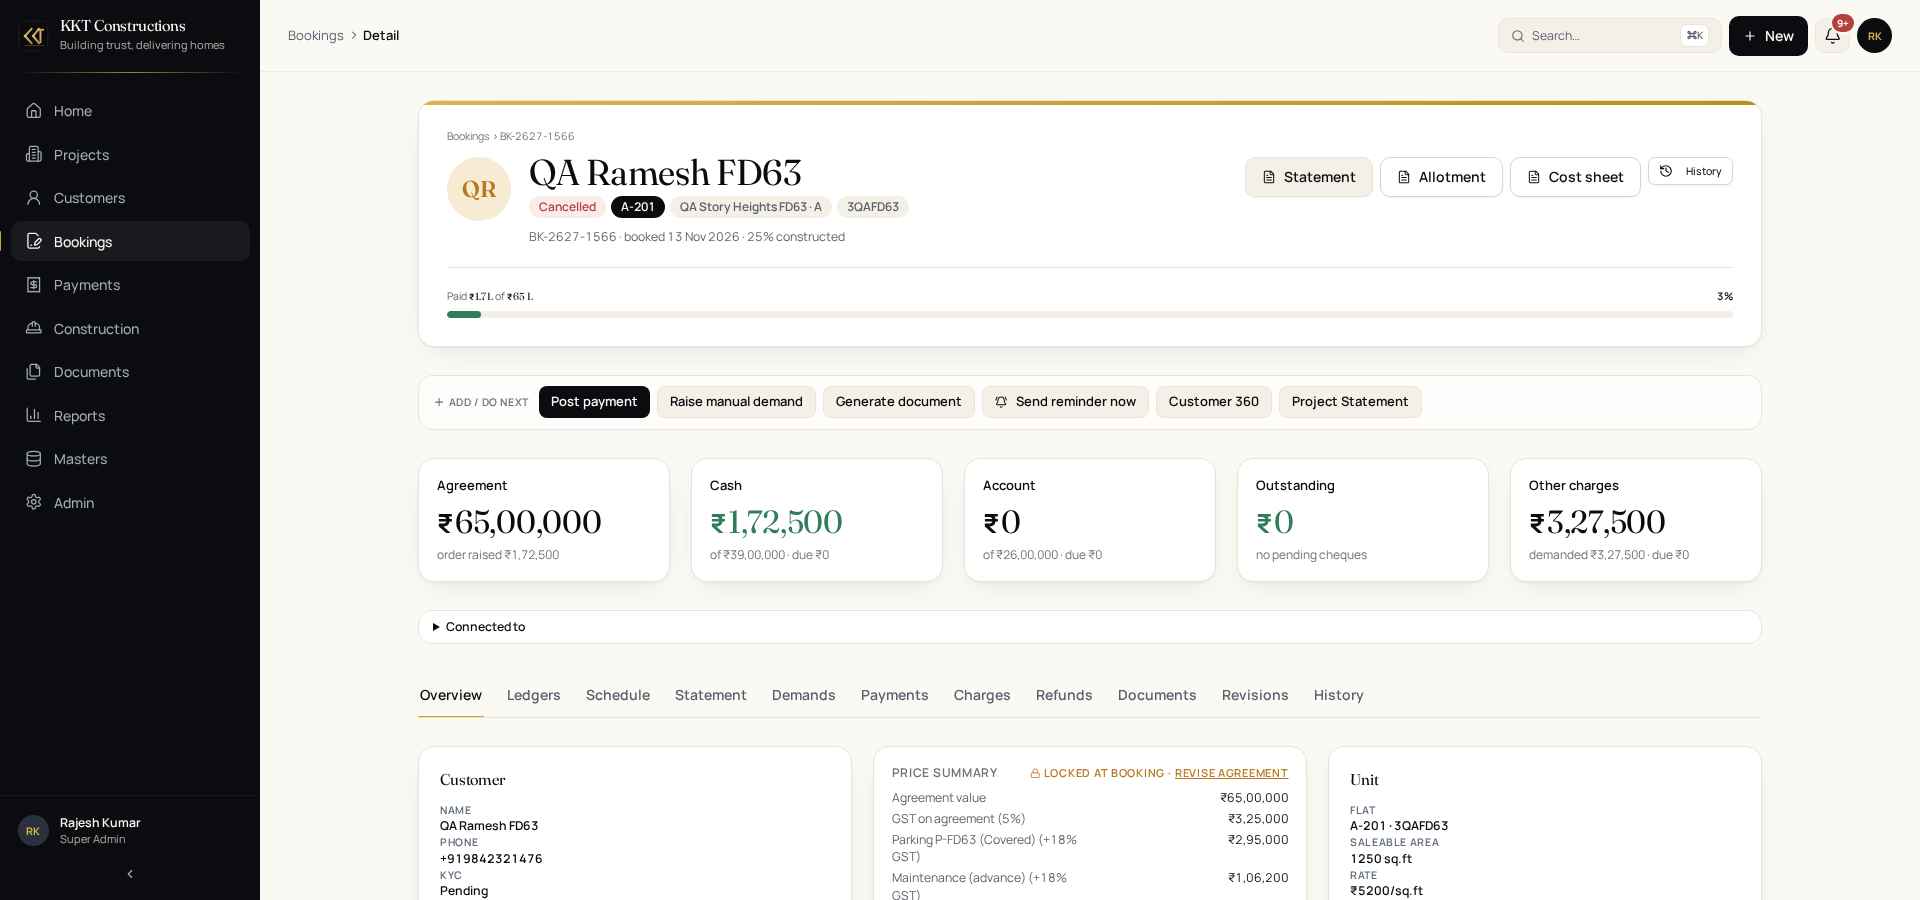 KKT Constructions
Building trust, delivering homes
Home
Projects
Customers
Bookings
Payments
Construction
Documents
Reports
Masters
Admin
RK
Rajesh Kumar
Super Admin
Bookings > Detail
Search...
⌘K
+ New
9+
RK
Bookings › BK-2627-1566
QR
QA Ramesh FD63
Cancelled
A-201
QA Story Heights FD63 · A
3QAFD63
BK-2627-1566 · booked 13 Nov 2026 · 25% constructed
Statement
Allotment
Cost sheet
History
Paid ₹1.71L of ₹65 L
3%
+ ADD / DO NEXT
Post payment
Raise manual demand
Generate document
Send reminder now
Customer 360
Project Statement
Agreement
₹65,00,000
order raised ₹1,72,500
Cash
₹1,72,500
of ₹39,00,000 · due ₹0
Account
₹0
of ₹26,00,000 · due ₹0
Outstanding
₹0
no pending cheques
Other charges
₹3,27,500
demanded ₹3,27,500 · due ₹0
Connected to
Overview
Ledgers
Schedule
Statement
Demands
Payments
Charges
Refunds
Documents
Revisions
History
Customer
NAME
QA Ramesh FD63
PHONE
+919842321476
KYC
Pending
PRICE SUMMARY
LOCKED AT BOOKING · REVISE AGREEMENT
Agreement value ₹65,00,000
GST on agreement (5%) ₹3,25,000
Parking P-FD63 (Covered) (+18% ₹2,95,000
GST)
Maintenance (advance) (+18% ₹1,06,200
GST)
Unit
FLAT
A-201 · 3QAFD63
SALEABLE AREA
1250 sq.ft
RATE
₹5200/sq.ft